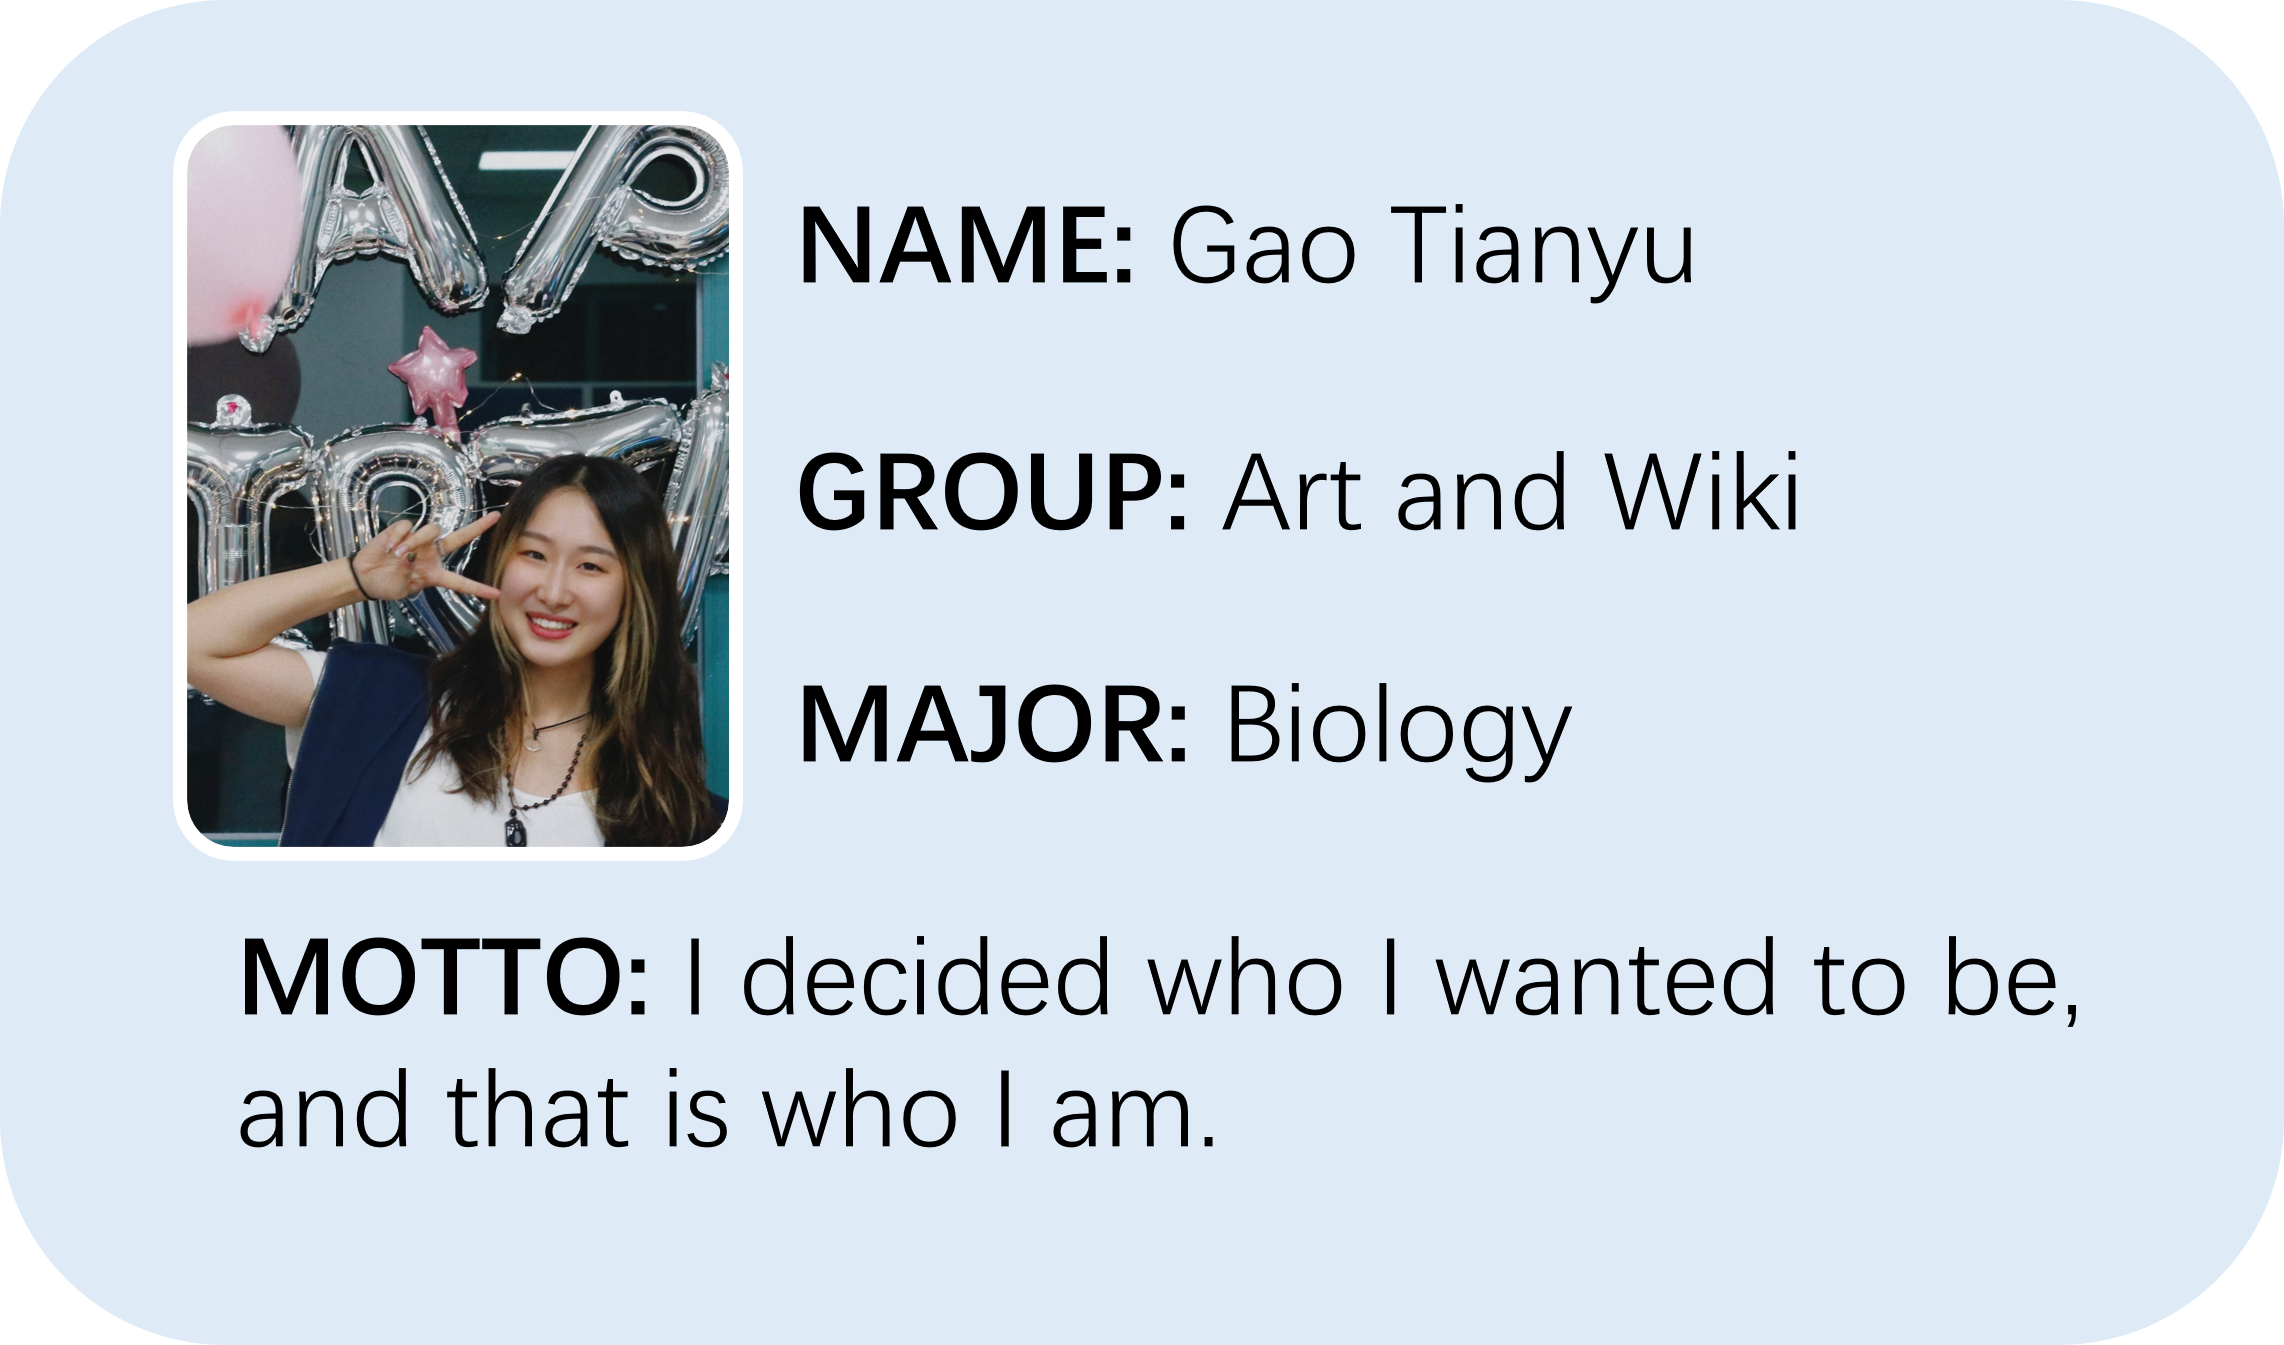 NAME: Gao Tianyu
GROUP: Art and Wiki
MAJOR: Biology
MOTTO: I decided who I wanted to be,
and that is who I am.